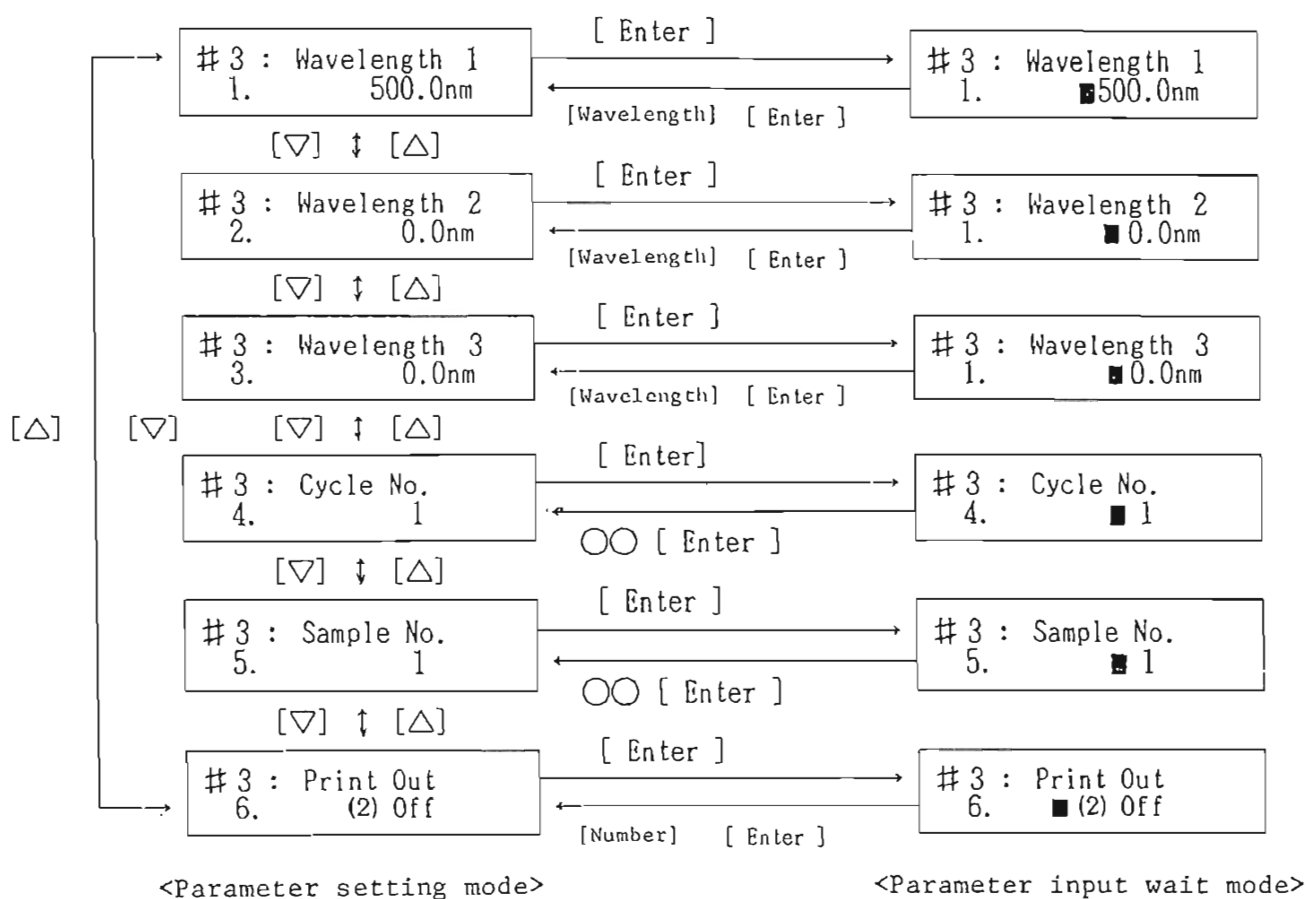 [ Enter ]
# 3 : Wavelength 1
1. 500.0nm
# 3 : Wavelength 1
1. ■500.0nm
[Wavelength] [ Enter ]
[▽] ↕ [△]
[ Enter ]
# 3 : Wavelength 2
2. 0.0nm
# 3 : Wavelength 2
1. ■ 0.0nm
[Wavelength] [ Enter ]
[▽] ↕ [△]
[ Enter ]
# 3 : Wavelength 3
3. 0.0nm
# 3 : Wavelength 3
1. ■ 0.0nm
[Wavelength] [ Enter ]
[△] [▽] [▽] ↕ [△]
[ Enter]
# 3 : Cycle No.
4. 1
# 3 : Cycle No.
4. ■ 1
○○ [ Enter ]
[▽] ↕ [△]
[ Enter ]
# 3 : Sample No.
5. 1
# 3 : Sample No.
5. ■ 1
○○ [ Enter ]
[▽] ↕ [△]
[ Enter ]
# 3 : Print Out
6. (2) Off
# 3 : Print Out
6. ■ (2) Off
[Number] [ Enter ]
<Parameter setting mode> <Parameter input wait mode>